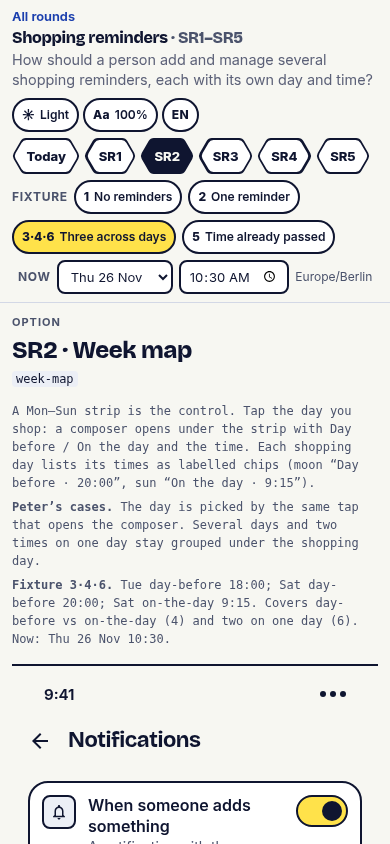 All rounds
Shopping reminders · SR1–SR5
How should a person add and manage several
shopping reminders, each with its own day and time?
Light
Aa 100%
EN
Today
SR1
SR2
SR3
SR4
SR5
FIXTURE
1 No reminders
2 One reminder
3·4·6 Three across days
5 Time already passed
NOW
Thu 26 Nov
10:30 AM
Europe/Berlin
OPTION
SR2 · Week map
week-map
A Mon–Sun strip is the control. Tap the day you
shop: a composer opens under the strip with Day
before / On the day and the time. Each shopping
day lists its times as labelled chips (moon “Day
before · 20:00”, sun “On the day · 9:15”).
Peter’s cases. The day is picked by the same tap
that opens the composer. Several days and two
times on one day stay grouped under the shopping
day.
Fixture 3·4·6. Tue day-before 18:00; Sat day-
before 20:00; Sat on-the-day 9:15. Covers day-
before vs on-the-day (4) and two on one day (6).
Now: Thu 26 Nov 10:30.
9:41
Notifications
When someone adds
something